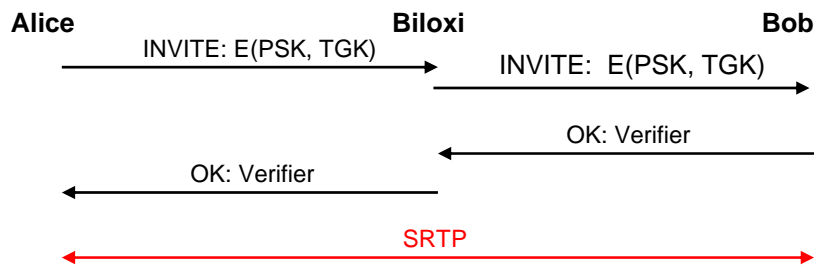 Alice Biloxi Bob
INVITE: E(PSK, TGK)
INVITE: E(PSK, TGK)
OK: Verifier
OK: Verifier
SRTP